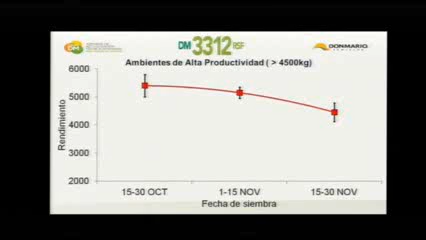 DM 3312 RSF
DONMARIO
Ambientes de Alta Productividad ( > 4500kg)
6000
5000
4000
3000
2000
Rendimiento
15-30 OCT 1-15 NOV 15-30 NOV
Fecha de siembra